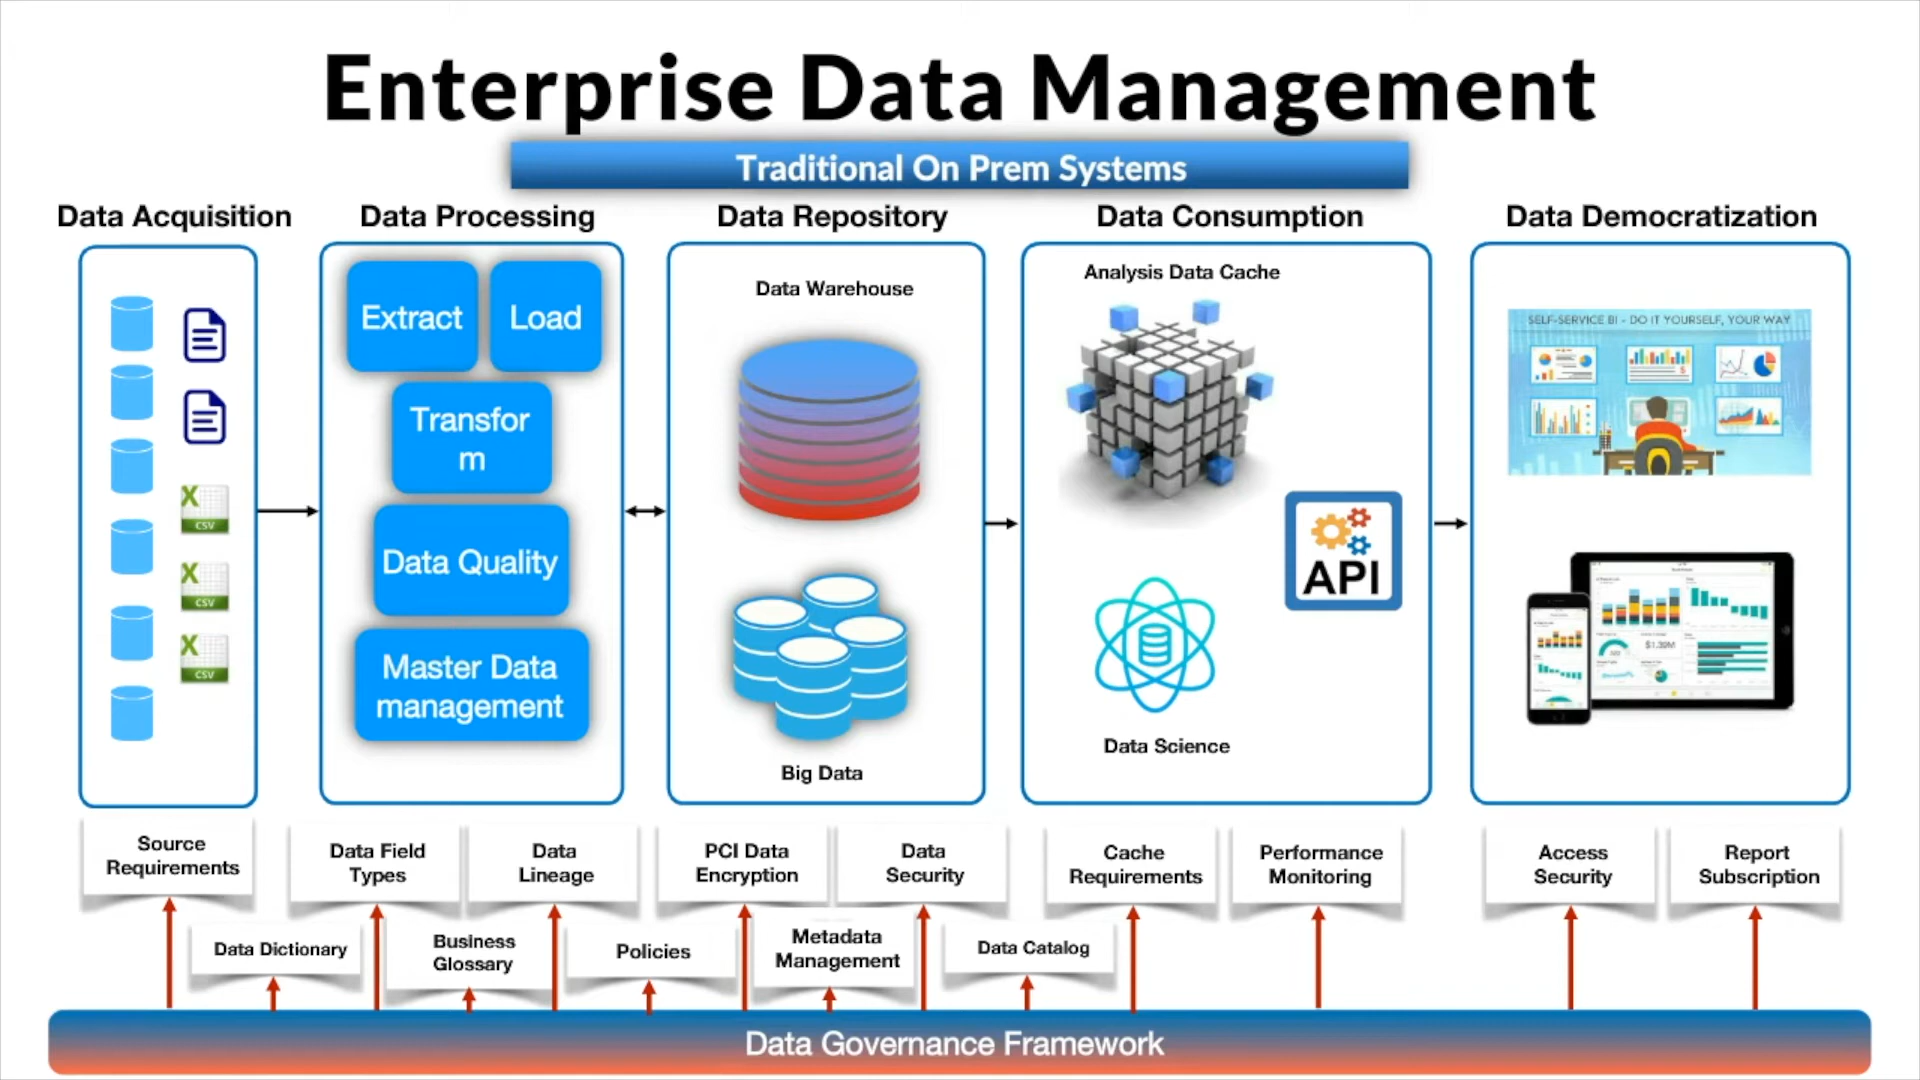 Enterprise Data Management
Traditional On Prem Systems
Data Acquisition
Data Processing
Data Repository
Data Consumption
Data Democratization
CSV
CSV
CSV
Extract
Load
Transfor
m
Data Quality
Master Data
management
Data Warehouse
Big Data
Analysis Data Cache
API
Data Science
SELF-SERVICE BI - DO IT YOURSELF, YOUR WAY
$1.30M
Source
Requirements
Data Field
Types
Data
Lineage
PCI Data
Encryption
Data
Security
Cache
Requirements
Performance
Monitoring
Access
Security
Report
Subscription
Data Dictionary
Business
Glossary
Policies
Metadata
Management
Data Catalog
Data Governance Framework